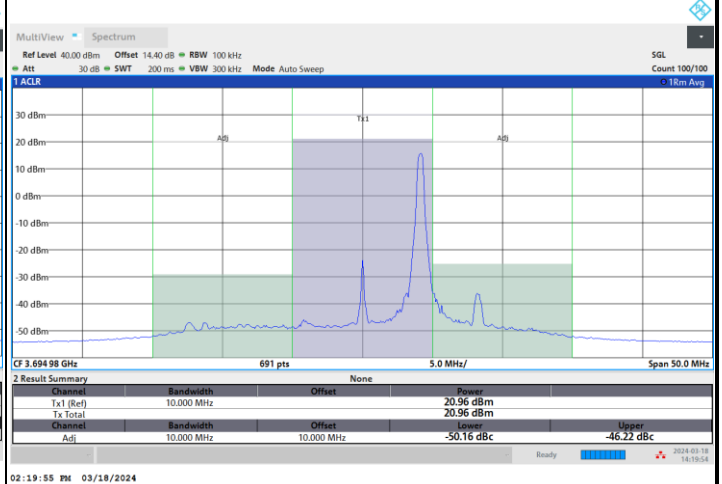 MultiView Spectrum
Ref Level 40.00 dBm Offset 14.40 dB RBW 100 kHz SGL
Att 30 dB SWT 200 ms VBW 300 kHz Mode Auto Sweep Count 100/100
1 ACLR 1Rm Avg
30 dBm
Tx1
20 dBm
Adj Adj
10 dBm
0 dBm
-10 dBm
-20 dBm
-30 dBm
-40 dBm
-50 dBm
CF 3.694 98 GHz 691 pts 5.0 MHz/ Span 50.0 MHz
2 Result Summary None
Channel Bandwidth Offset Power
Tx1 (Ref) 10.000 MHz 20.96 dBm
Tx Total 20.96 dBm
Channel Bandwidth Offset Lower Upper
Adj 10.000 MHz 10.000 MHz -50.16 dBc -46.22 dBc
Ready 2024-03-18
14:19:54
02:19:55 PM 03/18/2024